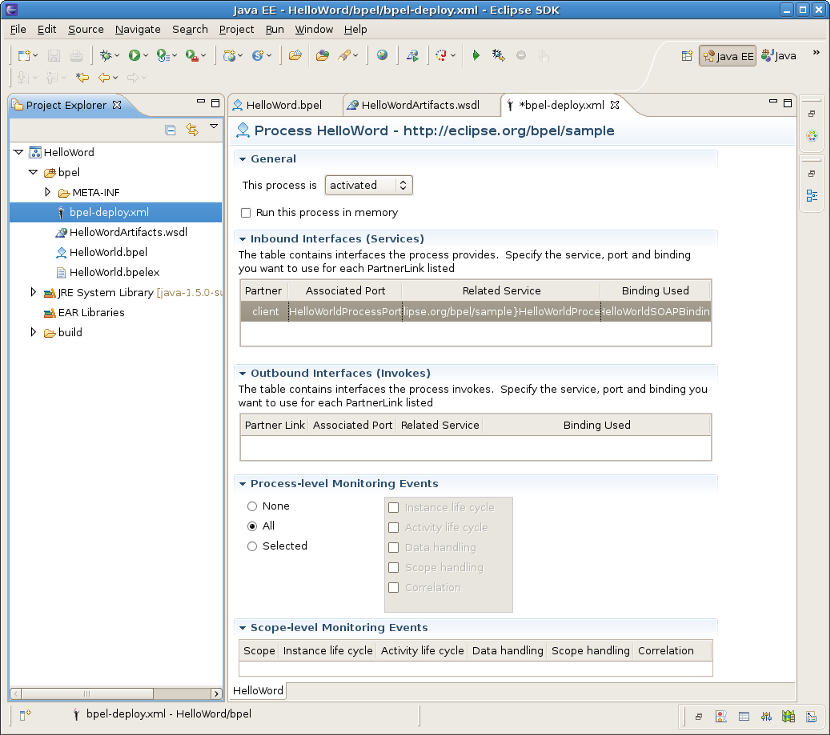 Java EE - HelloWord/bpel/bpel-deploy.xml - Eclipse SDK
File Edit Source Navigate Search Project Run Window Help
Java EE Java »
Project Explorer
HelloWord.bpel HelloWordArtifacts.wsdl *bpel-deploy.xml
HelloWord
bpel
META-INF
bpel-deploy.xml
HelloWordArtifacts.wsdl
HelloWorld.bpel
HelloWorld.bpelex
JRE System Library [java-1.5.0-su
EAR Libraries
build
Process HelloWord - http://eclipse.org/bpel/sample
General
This process is activated
Run this process in memory
Inbound Interfaces (Services)
The table contains interfaces the process provides. Specify the service, port and binding
you want to use for each PartnerLink listed
Partner Associated Port Related Service Binding Used
client HelloWorldProcessPort lipse.org/bpel/sample}HelloWorldProce HelloWorldSOAPBindin
Outbound Interfaces (Invokes)
The table contains interfaces the process invokes. Specify the service, port and binding you
want to use for each PartnerLink listed
Partner Link Associated Port Related Service Binding Used
Process-level Monitoring Events
None
All
Selected
Instance life cycle
Activity life cycle
Data handling
Scope handling
Correlation
Scope-level Monitoring Events
Scope Instance life cycle Activity life cycle Data handling Scope handling Correlation
HelloWord
bpel-deploy.xml - HelloWord/bpel